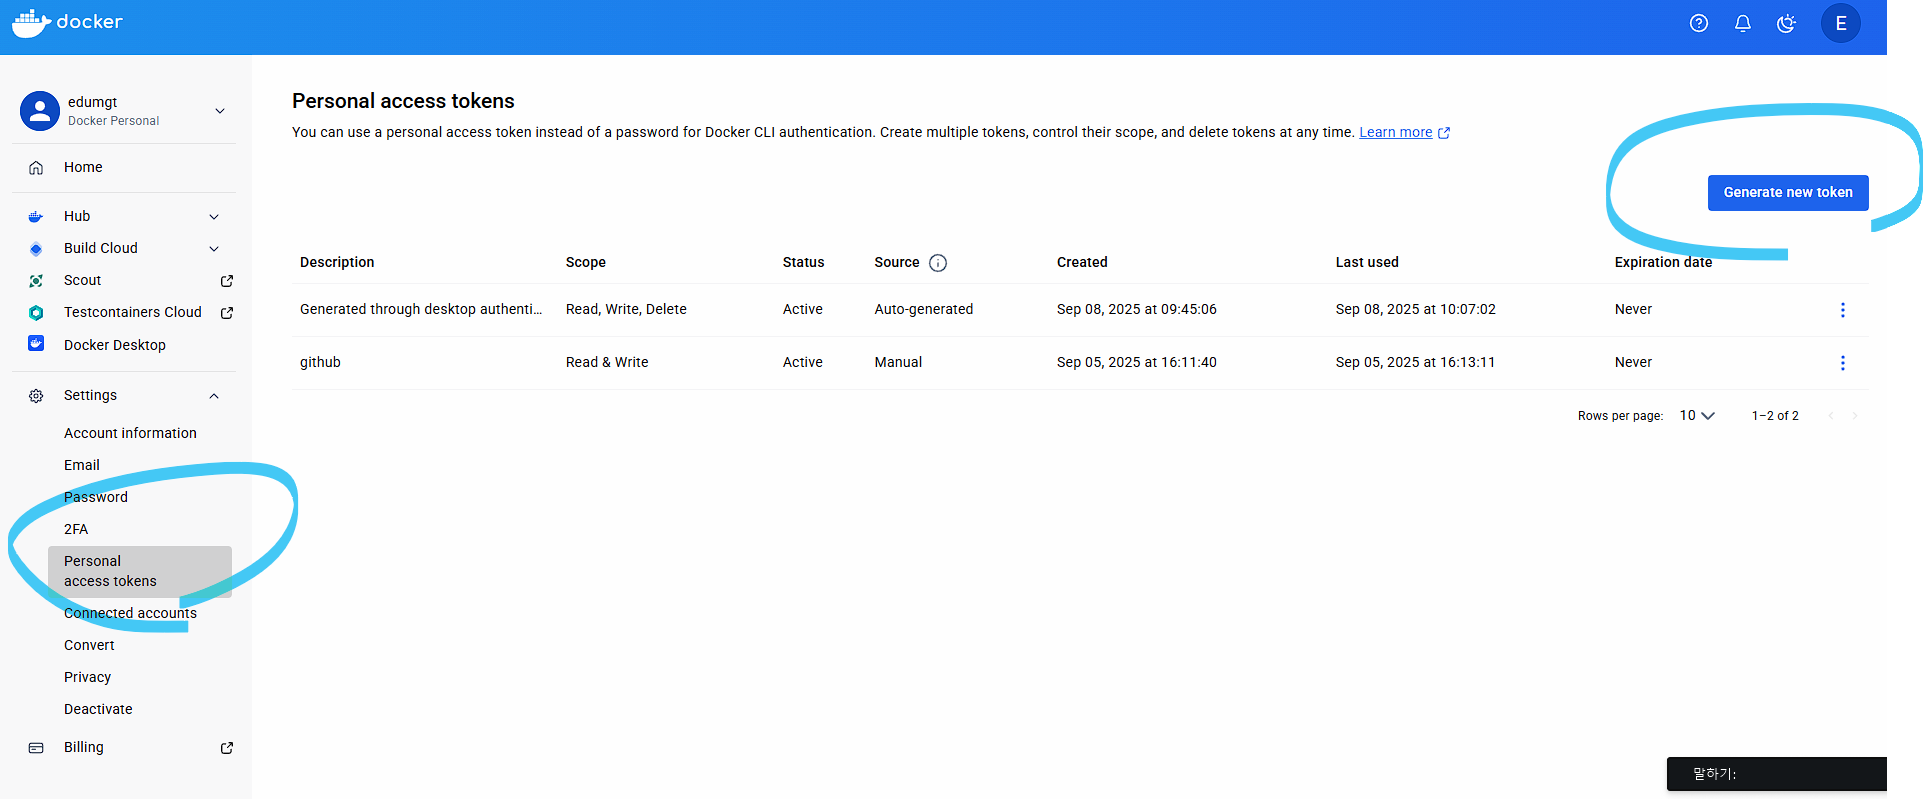 docker
E
edumgt
Docker Personal
Home
Hub
Build Cloud
Scout
Testcontainers Cloud
Docker Desktop
Settings
Account information
Email
Password
2FA
Personal
access tokens
Connected accounts
Convert
Privacy
Deactivate
Billing
Personal access tokens
You can use a personal access token instead of a password for Docker CLI authentication. Create multiple tokens, control their scope, and delete tokens at any time. Learn more
Generate new token
Description Scope Status Source Created Last used Expiration date
Generated through desktop authenti... Read, Write, Delete Active Auto-generated Sep 08, 2025 at 09:45:06 Sep 08, 2025 at 10:07:02 Never
github Read & Write Active Manual Sep 05, 2025 at 16:11:40 Sep 05, 2025 at 16:13:11 Never
Rows per page: 10 1–2 of 2
말하기: